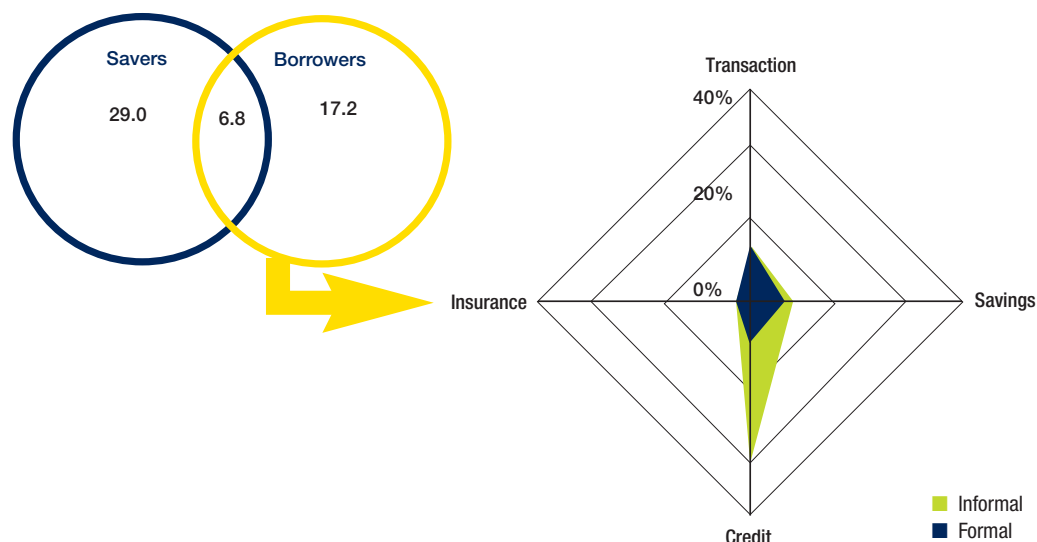 Savers
Borrowers
29.0
6.8
17.2
Transaction
40%
20%
0%
Insurance
Savings
Credit
Informal
Formal